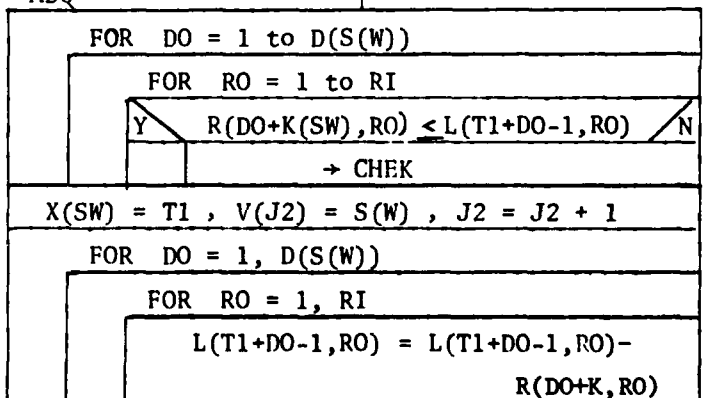 FOR DO = 1 to D(S(W))
FOR RO = 1 to RI
Y R(DO+K(SW),RO) ≤ L(T1+DO-1,RO) N
→ CHEK
X(SW) = T1 , V(J2) = S(W) , J2 = J2 + 1
FOR DO = 1, D(S(W))
FOR RO = 1, RI
L(T1+DO-1,RO) = L(T1+DO-1,RO)-
R(DO+K,RO)